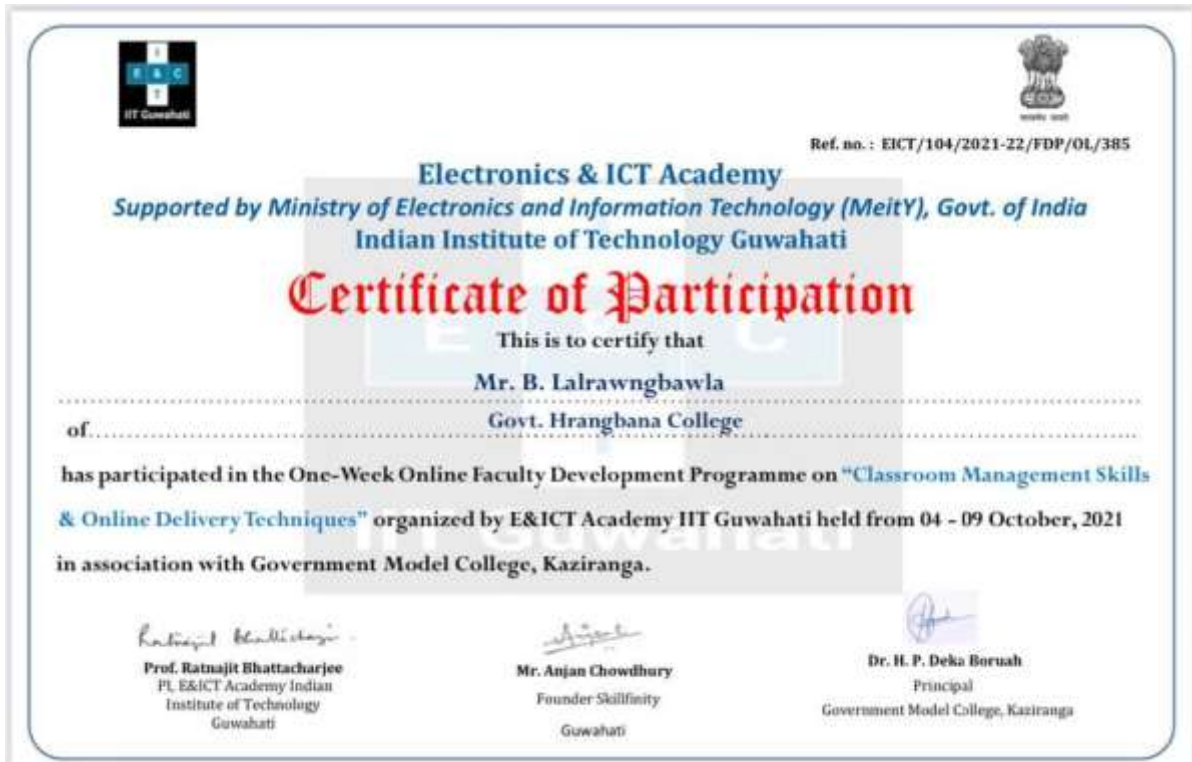 I
E & C
T
IIT Guwahati
Ref. no. : EICT/104/2021-22/FDP/OL/385
Electronics & ICT Academy
Supported by Ministry of Electronics and Information Technology (MeitY), Govt. of India
Indian Institute of Technology Guwahati
Certificate of Participation
This is to certify that
Mr. B. Lalrawngbawla
of Govt. Hrangbana College
has participated in the One-Week Online Faculty Development Programme on "Classroom Management Skills
& Online Delivery Techniques" organized by E&ICT Academy IIT Guwahati held from 04 - 09 October, 2021
in association with Government Model College, Kaziranga.
E & C
IIT Guwahati
Prof. Ratnajit Bhattacharjee
PI, E&ICT Academy Indian
Institute of Technology
Guwahati
Mr. Anjan Chowdhury
Founder Skillfinity
Guwahati
Dr. H. P. Deka Boruah
Principal
Government Model College, Kaziranga